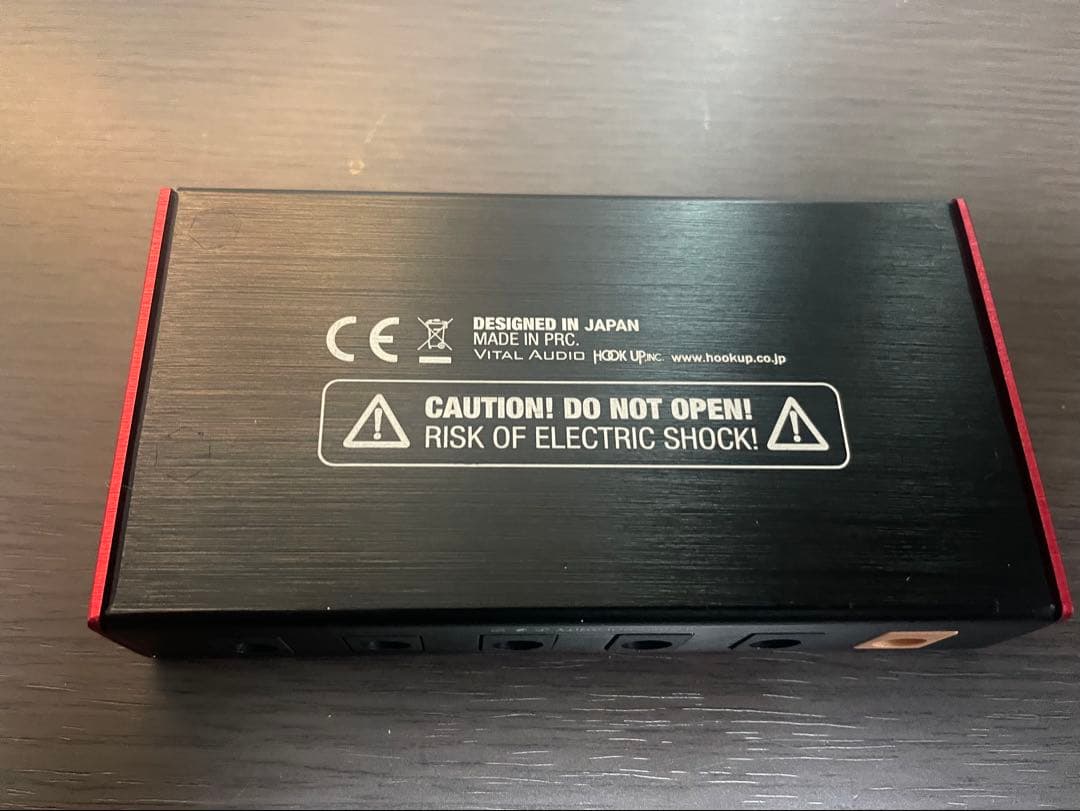 CE
DESIGNED IN JAPAN
MADE IN PRC.
VITAL AUDIO HOOK UP,INC. www.hookup.co.jp
CAUTION! DO NOT OPEN!
RISK OF ELECTRIC SHOCK!